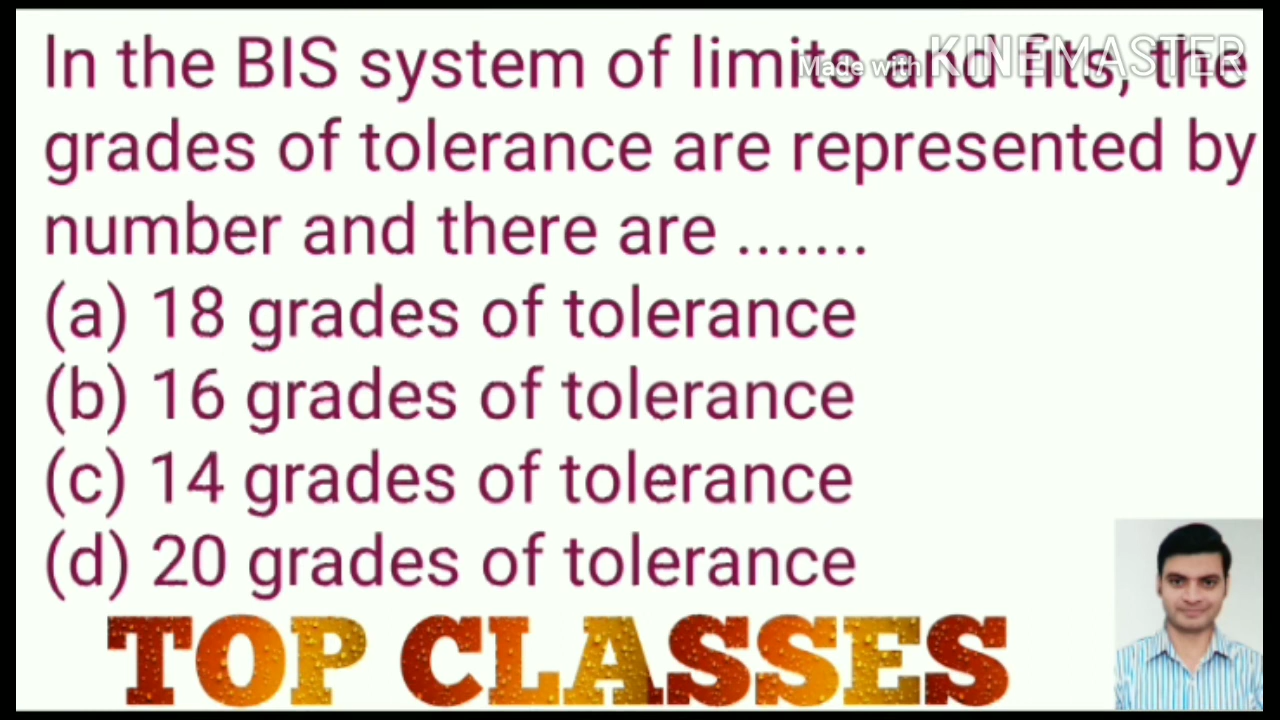 In the BIS system of limits and fits, the
Made with KINEMASTER
grades of tolerance are represented by
number and there are .......
(a) 18 grades of tolerance
(b) 16 grades of tolerance
(c) 14 grades of tolerance
(d) 20 grades of tolerance
TOP CLASSES